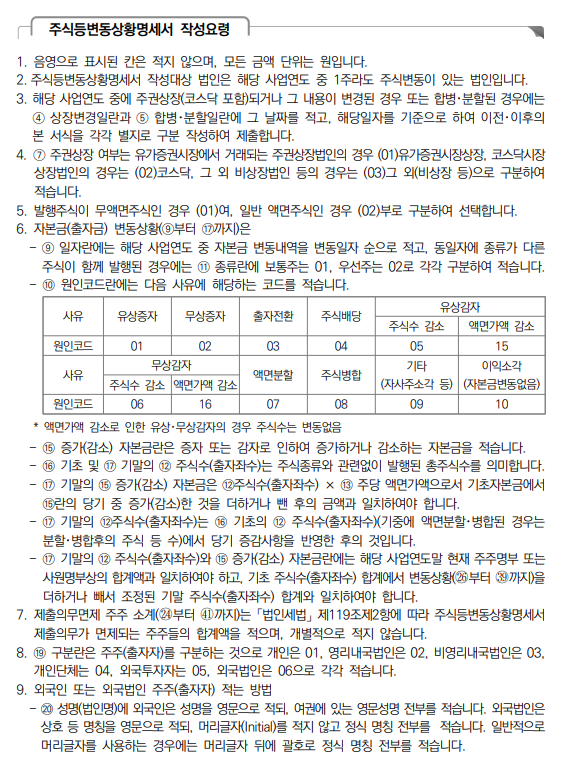 주식등변동상황명세서 작성요령
1. 음영으로 표시된 칸은 적지 않으며, 모든 금액 단위는 원입니다.
2. 주식등변동상황명세서 작성대상 법인은 해당 사업연도 중 1주라도 주식변동이 있는 법인입니다.
3. 해당 사업연도 중에 주권상장(코스닥 포함)되거나 그 내용이 변경된 경우 또는 합병·분할된 경우에는
④ 상장변경일란과 ⑤ 합병·분할일란에 그 날짜를 적고, 해당일자를 기준으로 하여 이전·이후의
본 서식을 각각 별지로 구분 작성하여 제출합니다.
4. ⑦ 주권상장 여부는 유가증권시장에서 거래되는 주권상장법인의 경우 (01)유가증권시장상장, 코스닥시장
상장법인의 경우는 (02)코스닥, 그 외 비상장법인 등의 경우는 (03)그 외(비상장 등)으로 구분하여
적습니다.
5. 발행주식이 무액면주식인 경우 (01)여, 일반 액면주식인 경우 (02)부로 구분하여 선택합니다.
6. 자본금(출자금) 변동상황(⑨부터 ⑰까지)은
– ⑨ 일자란에는 해당 사업연도 중 자본금 변동내역을 변동일자 순으로 적고, 동일자에 종류가 다른
주식이 함께 발행된 경우에는 ⑪ 종류란에 보통주는 01, 우선주는 02로 각각 구분하여 적습니다.
– ⑩ 원인코드란에는 다음 사유에 해당하는 코드를 적습니다.
사유 유상증자 무상증자 출자전환 주식배당 유상감자
주식수 감소 액면가액 감소
원인코드 01 02 03 04 05 15
사유 무상감자 액면분할 주식병합 기타 이익소각
주식수 감소 액면가액 감소 (자사주소각 등) (자본금변동없음)
원인코드 06 16 07 08 09 10
* 액면가액 감소로 인한 유상·무상감자의 경우 주식수는 변동없음
– ⑮ 증가(감소) 자본금란은 증자 또는 감자로 인하여 증가하거나 감소하는 자본금을 적습니다.
– ⑯ 기초 및 ⑰ 기말의 ⑫ 주식수(출자좌수)는 주식종류와 관련없이 발행된 총주식수를 의미합니다.
– ⑰ 기말의 ⑮ 증가(감소) 자본금은 ⑫주식수(출자좌수) × ⑬ 주당 액면가액으로서 기초자본금에서
⑮란의 당기 중 증가(감소)한 것을 더하거나 뺀 후의 금액과 일치하여야 합니다.
– ⑰ 기말의 ⑫주식수(출자좌수)는 ⑯ 기초의 ⑫ 주식수(출자좌수)(기중에 액면분할·병합된 경우는
분할·병합후의 주식 등 수)에서 당기 증감사항을 반영한 후의 것입니다.
– ⑰ 기말의 ⑫ 주식수(출자좌수)와 ⑮ 증가(감소) 자본금란에는 해당 사업연도말 현재 주주명부 또는
사원명부상의 합계액과 일치하여야 하고, 기초 주식수(출자좌수) 합계에서 변동상황(㉖부터 ㊴까지)을
더하거나 빼서 조정된 기말 주식수(출자좌수) 합계와 일치하여야 합니다.
7. 제출의무면제 주주 소계(㉔부터 ㊶까지)는 「법인세법」 제119조제2항에 따라 주식등변동상황명세서
제출의무가 면제되는 주주들의 합계액을 적으며, 개별적으로 적지 않습니다.
8. ⑲ 구분란은 주주(출자자)를 구분하는 것으로 개인은 01, 영리내국법인은 02, 비영리내국법인은 03,
개인단체는 04, 외국투자자는 05, 외국법인은 06으로 각각 적습니다.
9. 외국인 또는 외국법인 주주(출자자) 적는 방법
– ⑳ 성명(법인명)에 외국인은 성명을 영문으로 적되, 여권에 있는 영문성명 전부를 적습니다. 외국법인은
상호 등 명칭을 영문으로 적되, 머리글자(Initial)를 적지 않고 정식 명칭 전부를 적습니다. 일반적으로
머리글자를 사용하는 경우에는 머리글자 뒤에 괄호로 정식 명칭 전부를 적습니다.